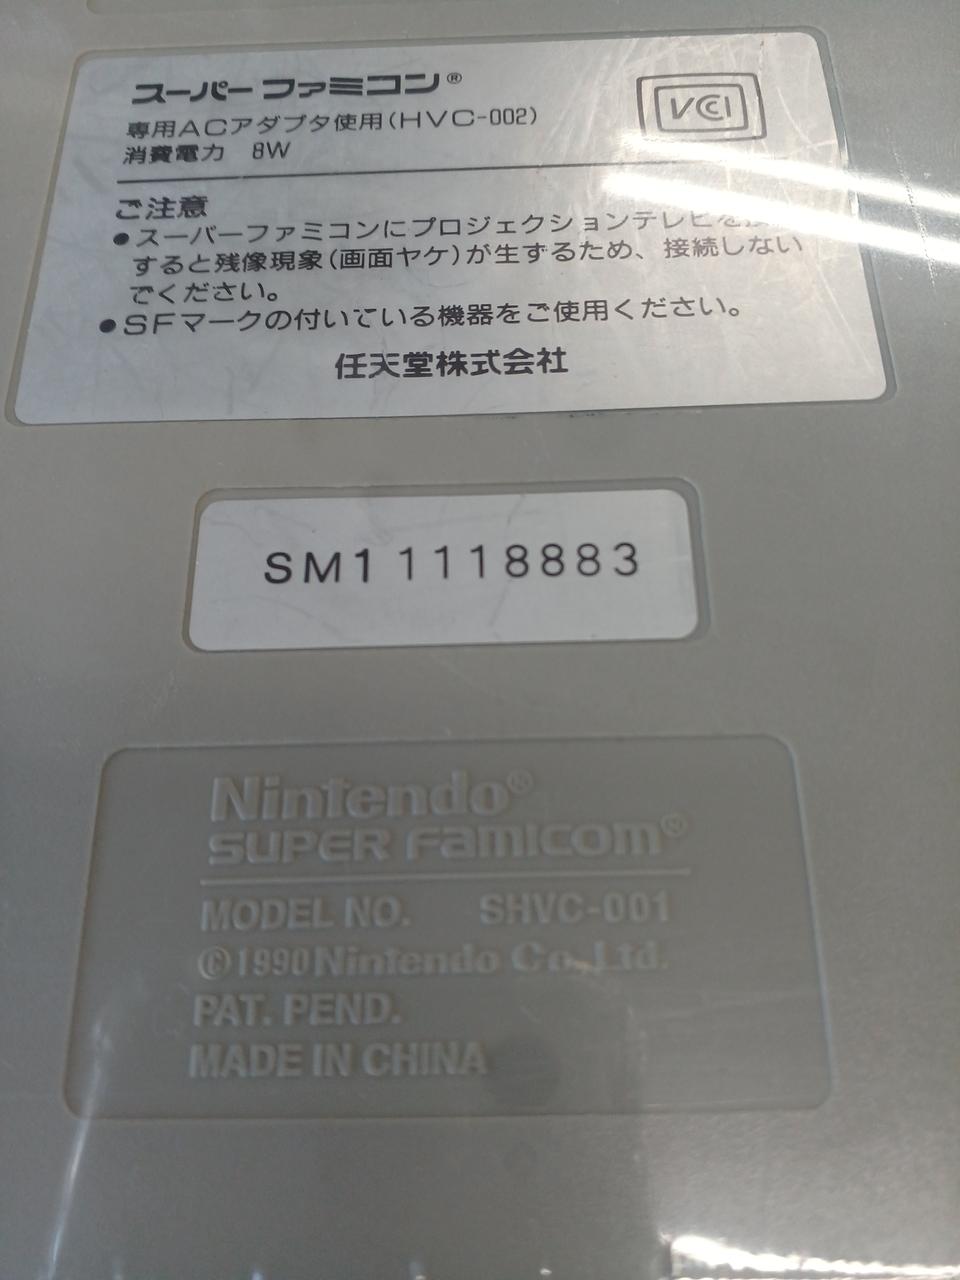 スーパーファミコン®
専用ACアダプタ使用(HVC-002)
消費電力 8W
VCCI
ご注意
●スーパーファミコンにプロジェクションテレビを
すると残像現象(画面ヤケ)が生ずるため、接続しない
でください。
●SFマークの付いている機器をご使用ください。
任天堂株式会社
SM11118883
Nintendo®
SUPER FAMICOM®
MODEL NO. SHVC-001
©1990 Nintendo Co., Ltd.
PAT. PEND.
MADE IN CHINA